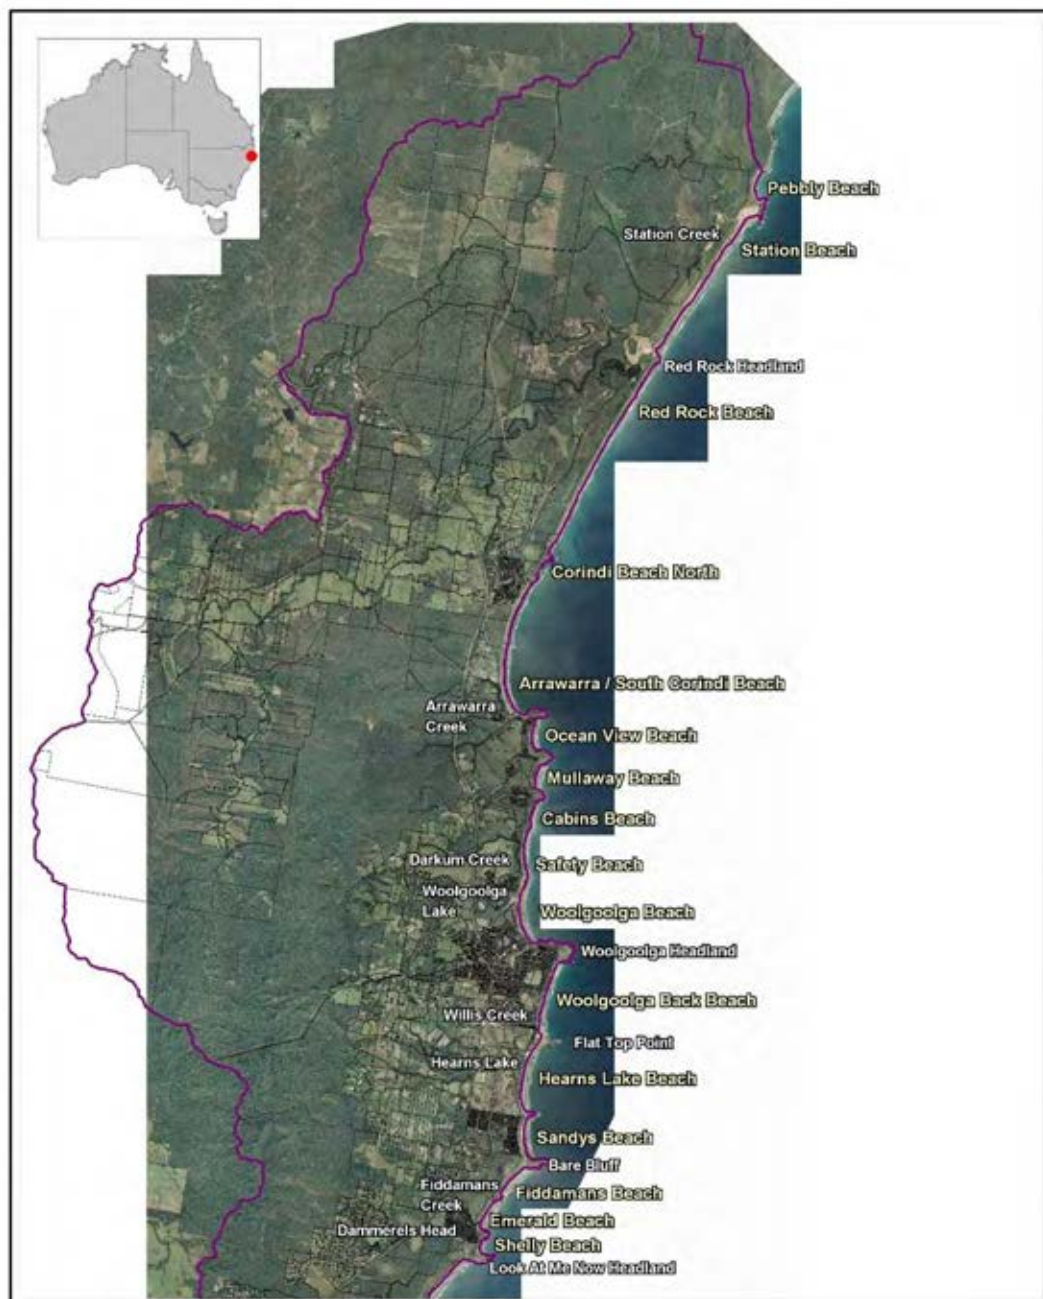 Pebbly Beach
Station Creek
Station Beach
Red Rock Headland
Red Rock Beach
Corindi Beach North
Arrawarra / South Corindi Beach
Arrawarra
Creek
Ocean View Beach
Mullaway Beach
Cabins Beach
Darkum Creek
Safety Beach
Woolgoolga
Lake
Woolgoolga Beach
Woolgoolga Headland
Woolgoolga Back Beach
Willis Creek
Flat Top Point
Hearns Lake
Hearns Lake Beach
Sandys Beach
Bare Bluff
Fiddamans
Creek
Fiddamans Beach
Emerald Beach
Dammerels Head
Shelly Beach
Look At Me Now Headland